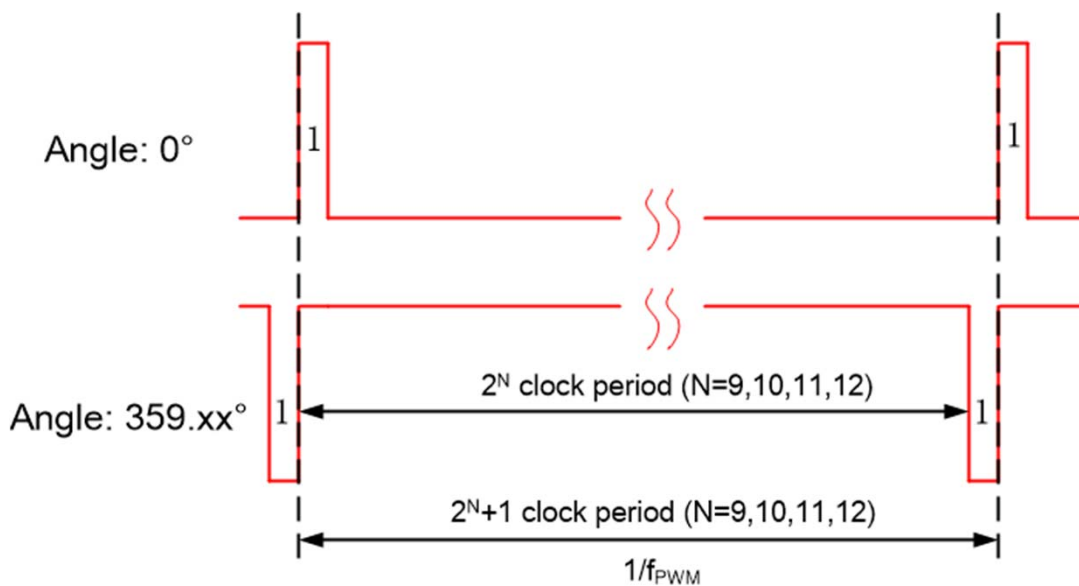 Angle: 0°
1
1
2ᴺ clock period (N=9,10,11,12)
Angle: 359.xx°
1
1
2ᴺ+1 clock period (N=9,10,11,12)
1/fPWM